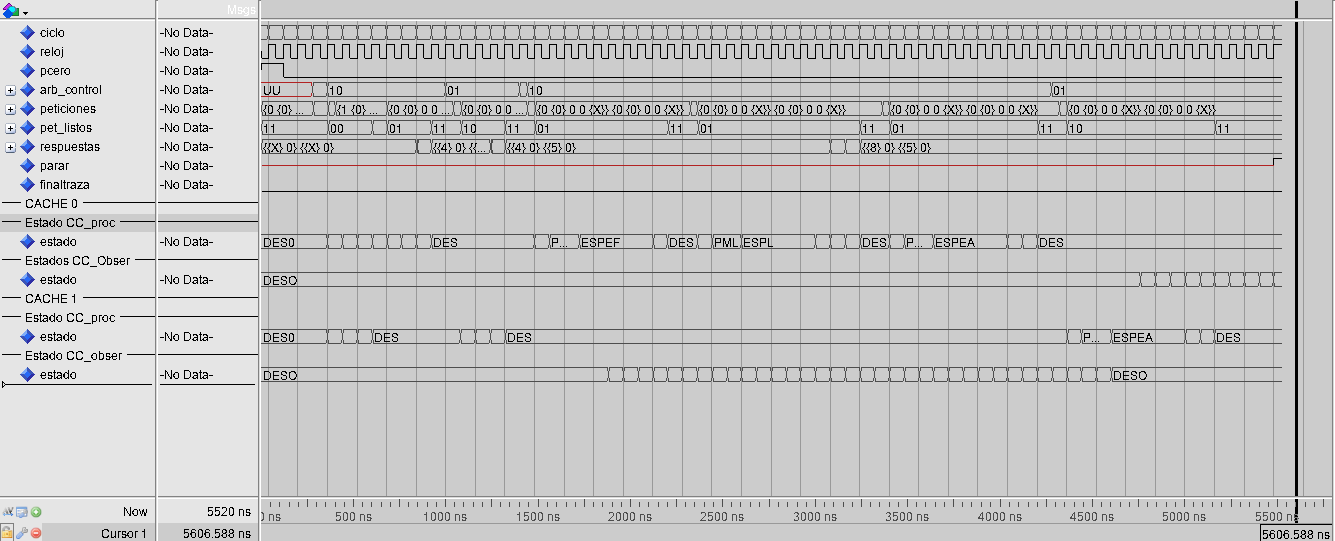 Msgs
ciclo -No Data-
reloj -No Data-
pcero -No Data-
arb_control -No Data- UU 10 01 10 01
peticiones -No Data- {0 {0}... {1 {0}... {0 {0} 0 0 ... {0 {0} 0 0 ... {0 {0} 0 0 {X}} {0 {0} 0 0 {X}} {0 {0} 0 0 {X}} {0 {0} 0 0 {X}} {0 {0} 0 0 {X}} {0 {0} 0 0 {X}} {0 {0} 0 0 {X}} {0 {0} 0 0 {X}}
pet_listos -No Data- 11 00 01 11 10 11 01 11 01 11 01 11 10 11
respuestas -No Data- {{X} 0} {{X} 0} {{4} 0} {{... {{4} 0} {{5} 0} {{8} 0} {{5} 0}
parar -No Data-
finaltraza -No Data-
CACHE 0
Estado CC_proc
estado -No Data- DES0 DES P... ESPEF DES PML ESPL DES P... ESPEA DES
Estados CC_Obser
estado -No Data- DESO
CACHE 1
Estado CC_proc
estado -No Data- DES0 DES DES P... ESPEA DES
Estado CC_obser
estado -No Data- DESO DESO
Now 5520 ns
500 ns 1000 ns 1500 ns 2000 ns 2500 ns 3000 ns 3500 ns 4000 ns 4500 ns 5000 ns 5500 ns
Cursor 1 5606.588 ns 5606.588 ns